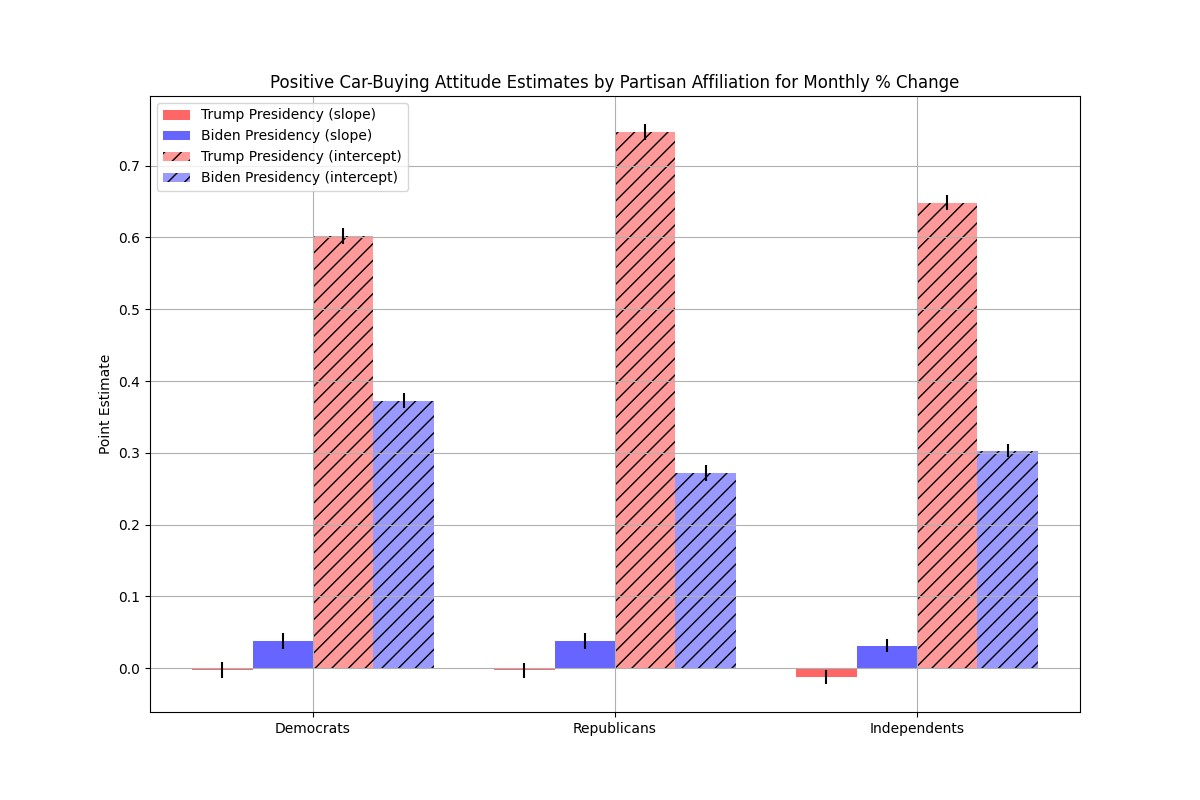 Positive Car-Buying Attitude Estimates by Partisan Affiliation for Monthly % Change
Trump Presidency (slope)
Biden Presidency (slope)
Trump Presidency (intercept)
Biden Presidency (intercept)
0.7
0.6
0.5
0.4
0.3
0.2
0.1
0.0
Point Estimate
Democrats
Republicans
Independents